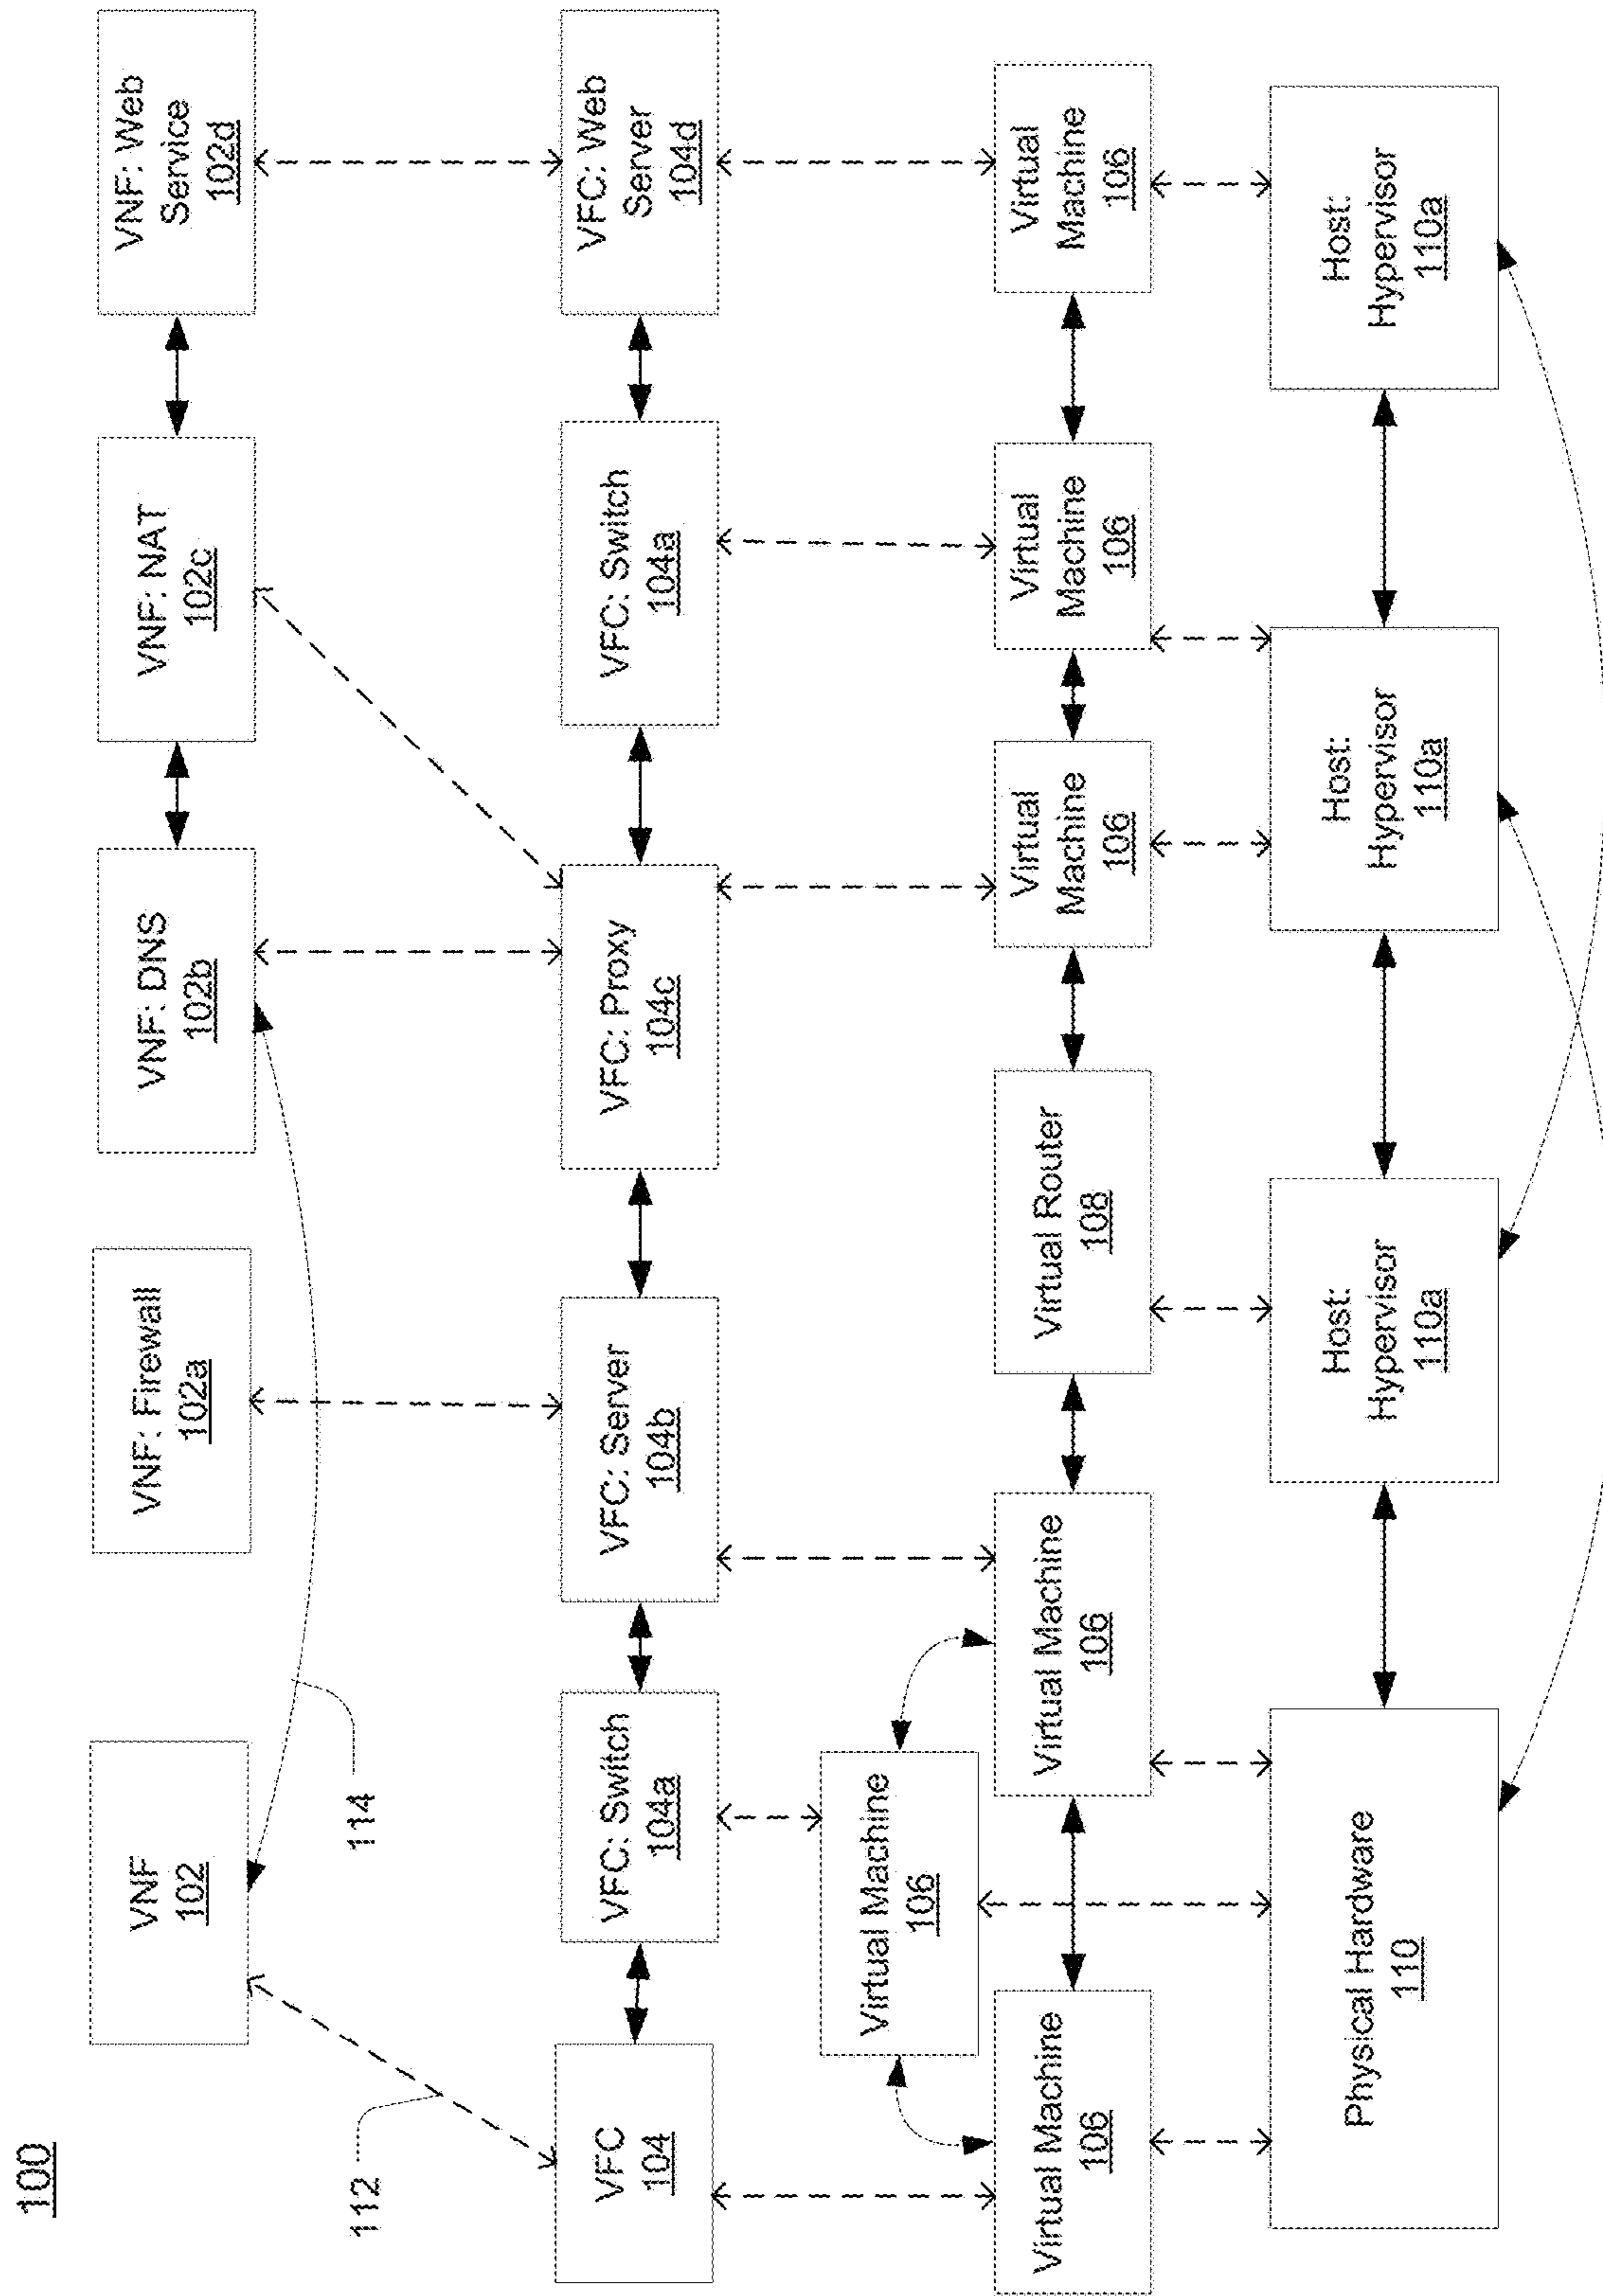 100
VNF
102
VNF: Firewall
102a
VNF: DNS
102b
VNF: NAT
102c
VNF: Web
Service
102d
114
112
VFC
104
VFC: Switch
104a
VFC: Server
104b
VFC: Proxy
104c
VFC: Switch
104a
VFC: Web
Server
104d
Virtual Machine
106
Virtual Machine
106
Virtual Machine
106
Virtual Router
108
Virtual
Machine
106
Virtual
Machine
106
Virtual
Machine
106
Physical Hardware
110
Host:
Hypervisor
110a
Host:
Hypervisor
110a
Host:
Hypervisor
110a